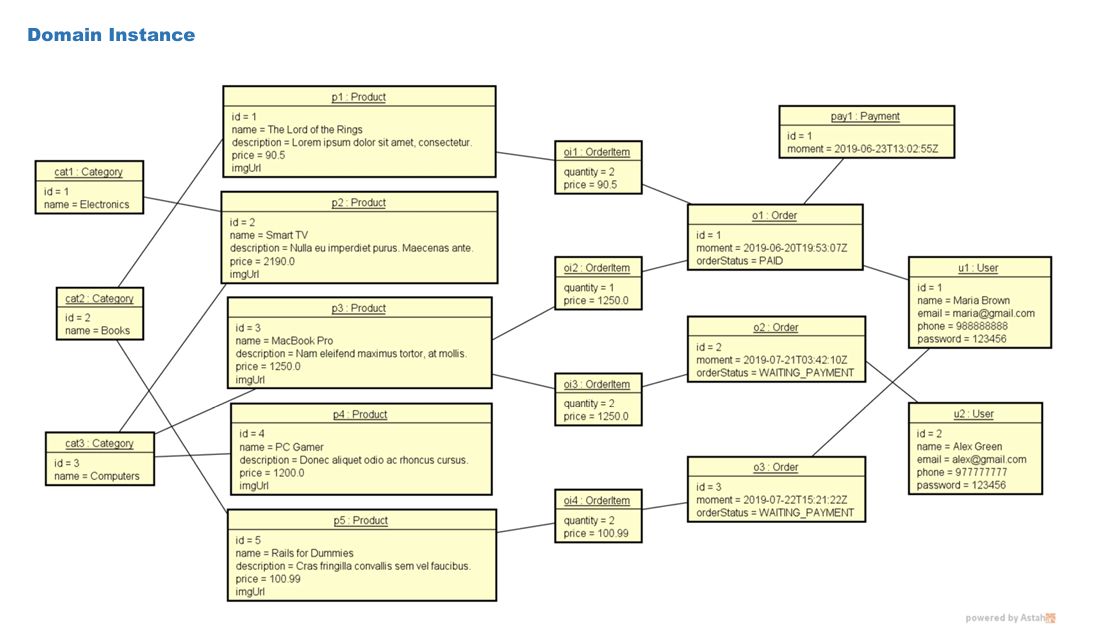 Domain Instance
p1 : Product
id = 1
name = The Lord of the Rings
description = Lorem ipsum dolor sit amet, consectetur.
price = 90.5
imgUrl
cat1 : Category
id = 1
name = Electronics
p2 : Product
id = 2
name = Smart TV
description = Nulla eu imperdiet purus. Maecenas ante.
price = 2190.0
imgUrl
cat2 : Category
id = 2
name = Books
p3 : Product
id = 3
name = MacBook Pro
description = Nam eleifend maximus tortor, at mollis.
price = 1250.0
imgUrl
cat3 : Category
id = 3
name = Computers
p4 : Product
id = 4
name = PC Gamer
description = Donec aliquet odio ac rhoncus cursus.
price = 1200.0
imgUrl
p5 : Product
id = 5
name = Rails for Dummies
description = Cras fringilla convallis sem vel faucibus.
price = 100.99
imgUrl
oi1 : OrderItem
quantity = 2
price = 90.5
oi2 : OrderItem
quantity = 1
price = 1250.0
oi3 : OrderItem
quantity = 2
price = 1250.0
oi4 : OrderItem
quantity = 2
price = 100.99
pay1 : Payment
id = 1
moment = 2019-06-23T13:02:55Z
o1 : Order
id = 1
moment = 2019-06-20T19:53:07Z
orderStatus = PAID
o2 : Order
id = 2
moment = 2019-07-21T03:42:10Z
orderStatus = WAITING_PAYMENT
o3 : Order
id = 3
moment = 2019-07-22T15:21:22Z
orderStatus = WAITING_PAYMENT
u1 : User
id = 1
name = Maria Brown
email = maria@gmail.com
phone = 988888888
password = 123456
u2 : User
id = 2
name = Alex Green
email = alex@gmail.com
phone = 977777777
password = 123456
powered by Astah